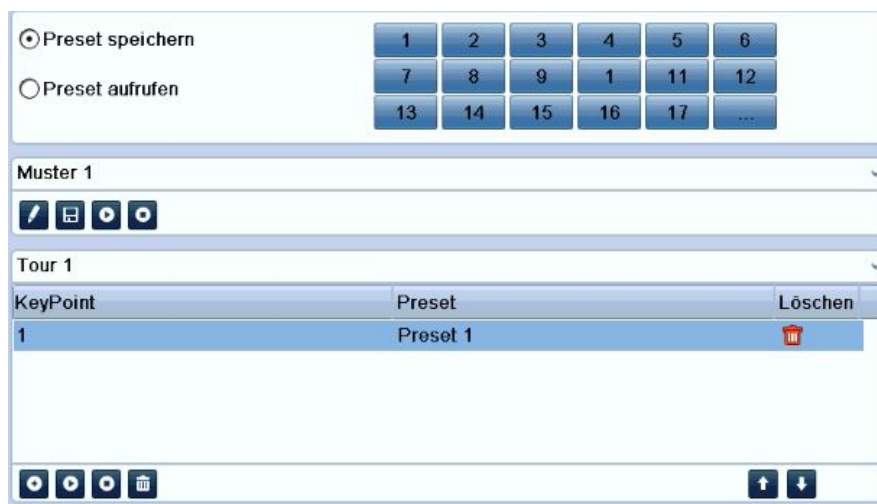 Preset speichern
Preset aufrufen
1 2 3 4 5 6
7 8 9 1 11 12
13 14 15 16 17 ...
Muster 1
Tour 1
KeyPoint Preset Löschen
1 Preset 1